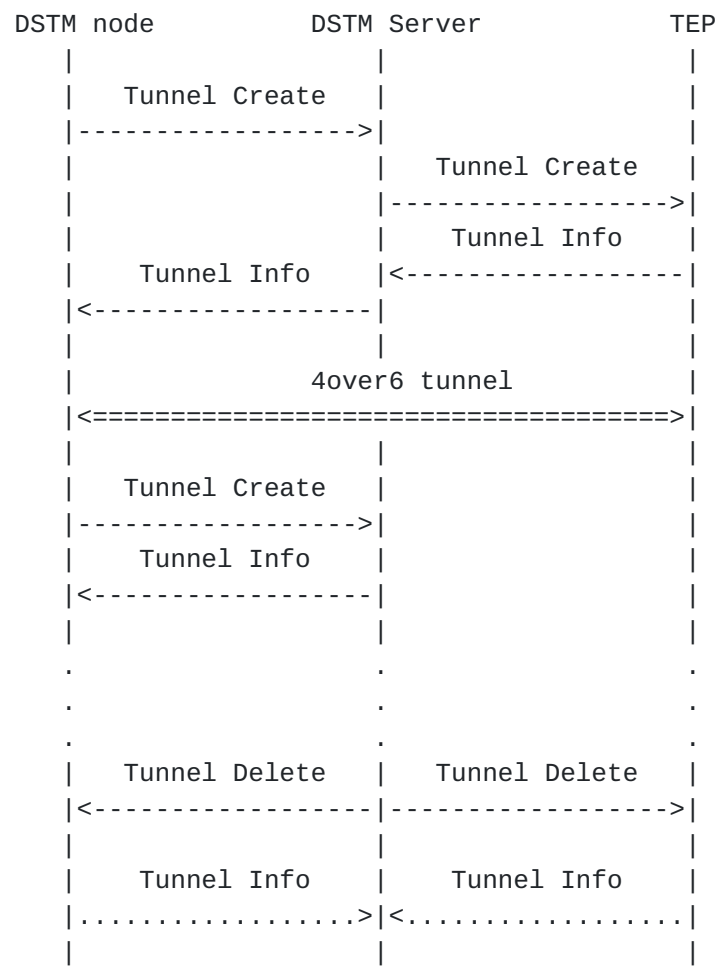 DSTM node DSTM Server TEP
Tunnel Create
Tunnel Create
Tunnel Info
Tunnel Info
4over6 tunnel
Tunnel Create
Tunnel Info
Tunnel Delete Tunnel Delete
Tunnel Info Tunnel Info